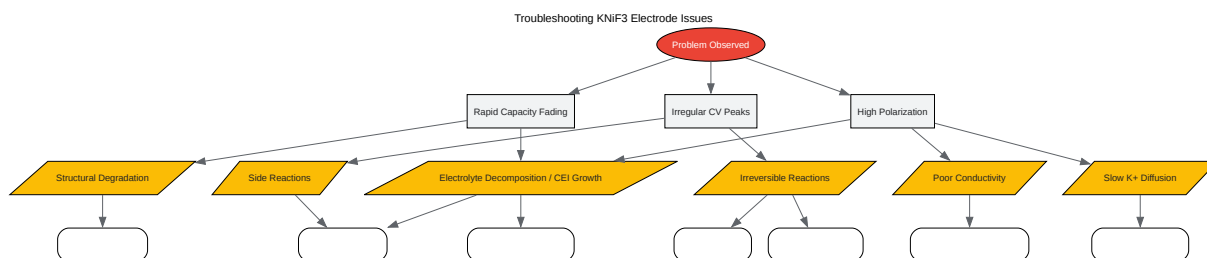 Troubleshooting KNiF3 Electrode Issues
Problem Observed
Rapid Capacity Fading
Irregular CV Peaks
High Polarization
Structural Degradation
Side Reactions
Electrolyte Decomposition / CEI Growth
Irreversible Reactions
Poor Conductivity
Slow K+ Diffusion